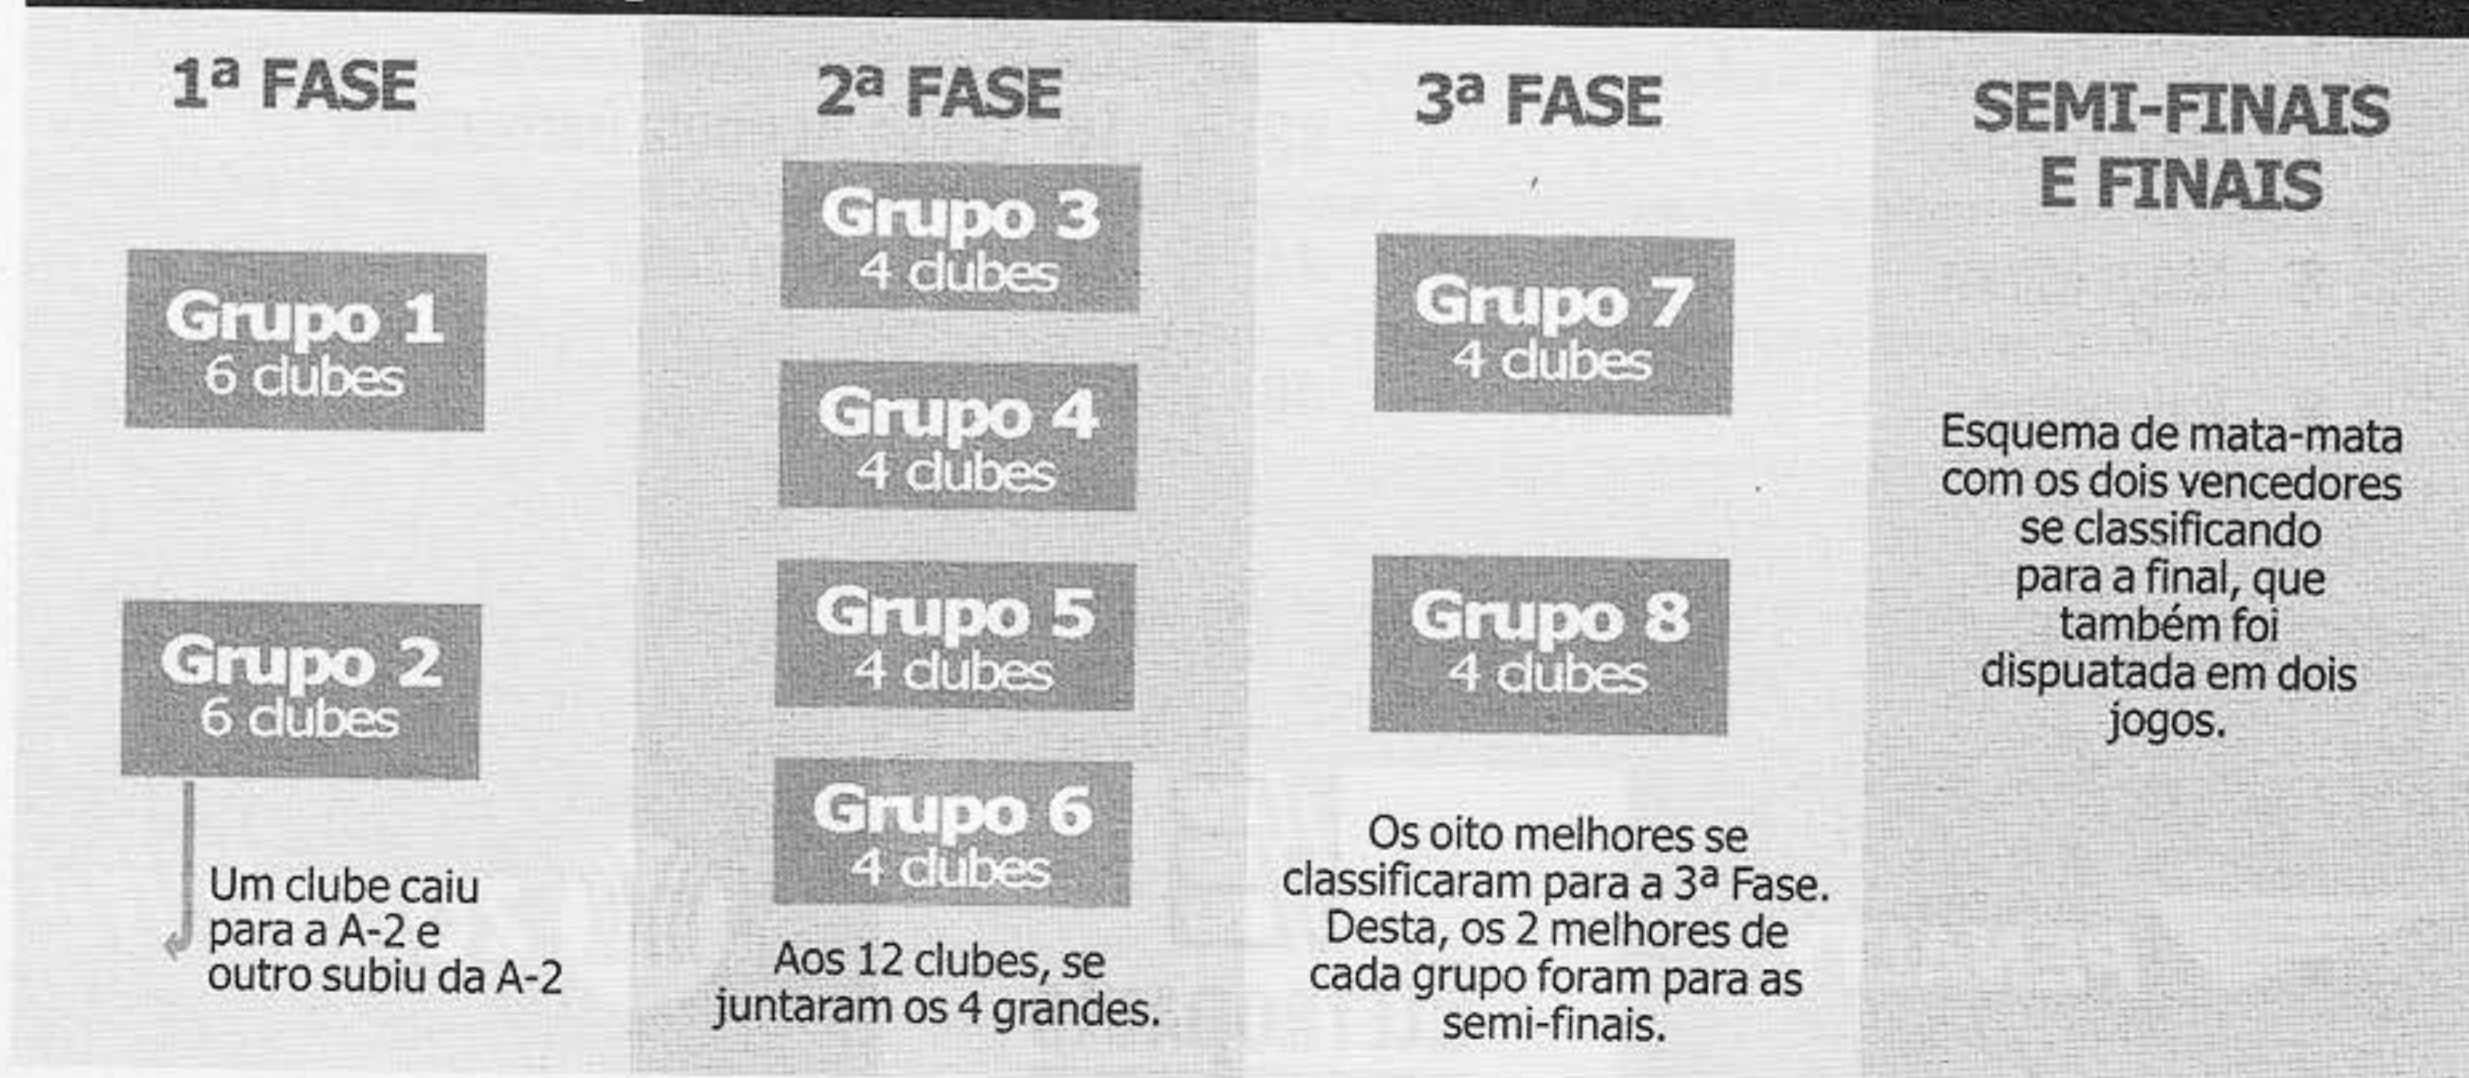 1ª FASE
Grupo 1
6 clubes
Grupo 2
6 clubes
Um clube caiu
para a A-2 e
outro subiu da A-2
2ª FASE
Grupo 3
4 clubes
Grupo 4
4 clubes
Grupo 5
4 clubes
Grupo 6
4 clubes
Aos 12 clubes, se
juntaram os 4 grandes.
3ª FASE
Grupo 7
4 clubes
Grupo 8
4 clubes
Os oito melhores se
classificaram para a 3ª Fase.
Desta, os 2 melhores de
cada grupo foram para as
semi-finais.
SEMI-FINAIS
E FINAIS
Esquema de mata-mata
com os dois vencedores
se classificando
para a final, que
também foi
dispuatada em dois
jogos.